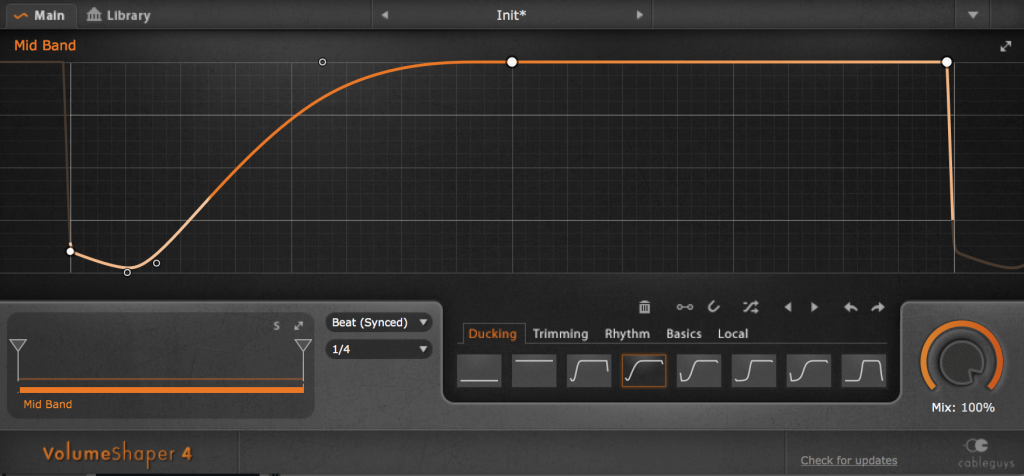 Main
Library
Init*
Mid Band
S
Beat (Synced)
1/4
Mid Band
Ducking
Trimming
Rhythm
Basics
Local
Mix: 100%
VolumeShaper 4
Check for updates
cableguys